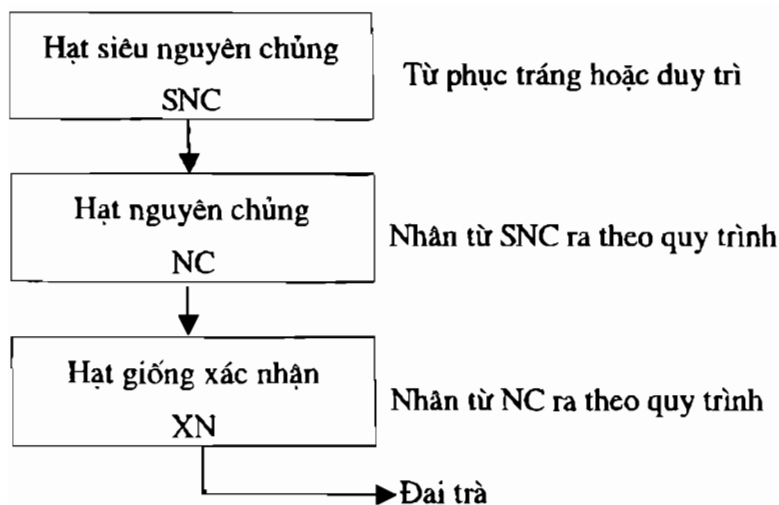 Hạt siêu nguyên chủng
SNC
Từ phục tráng hoặc duy trì
Hạt nguyên chủng
NC
Nhân từ SNC ra theo quy trình
Hạt giống xác nhận
XN
Nhân từ NC ra theo quy trình
Đai trà